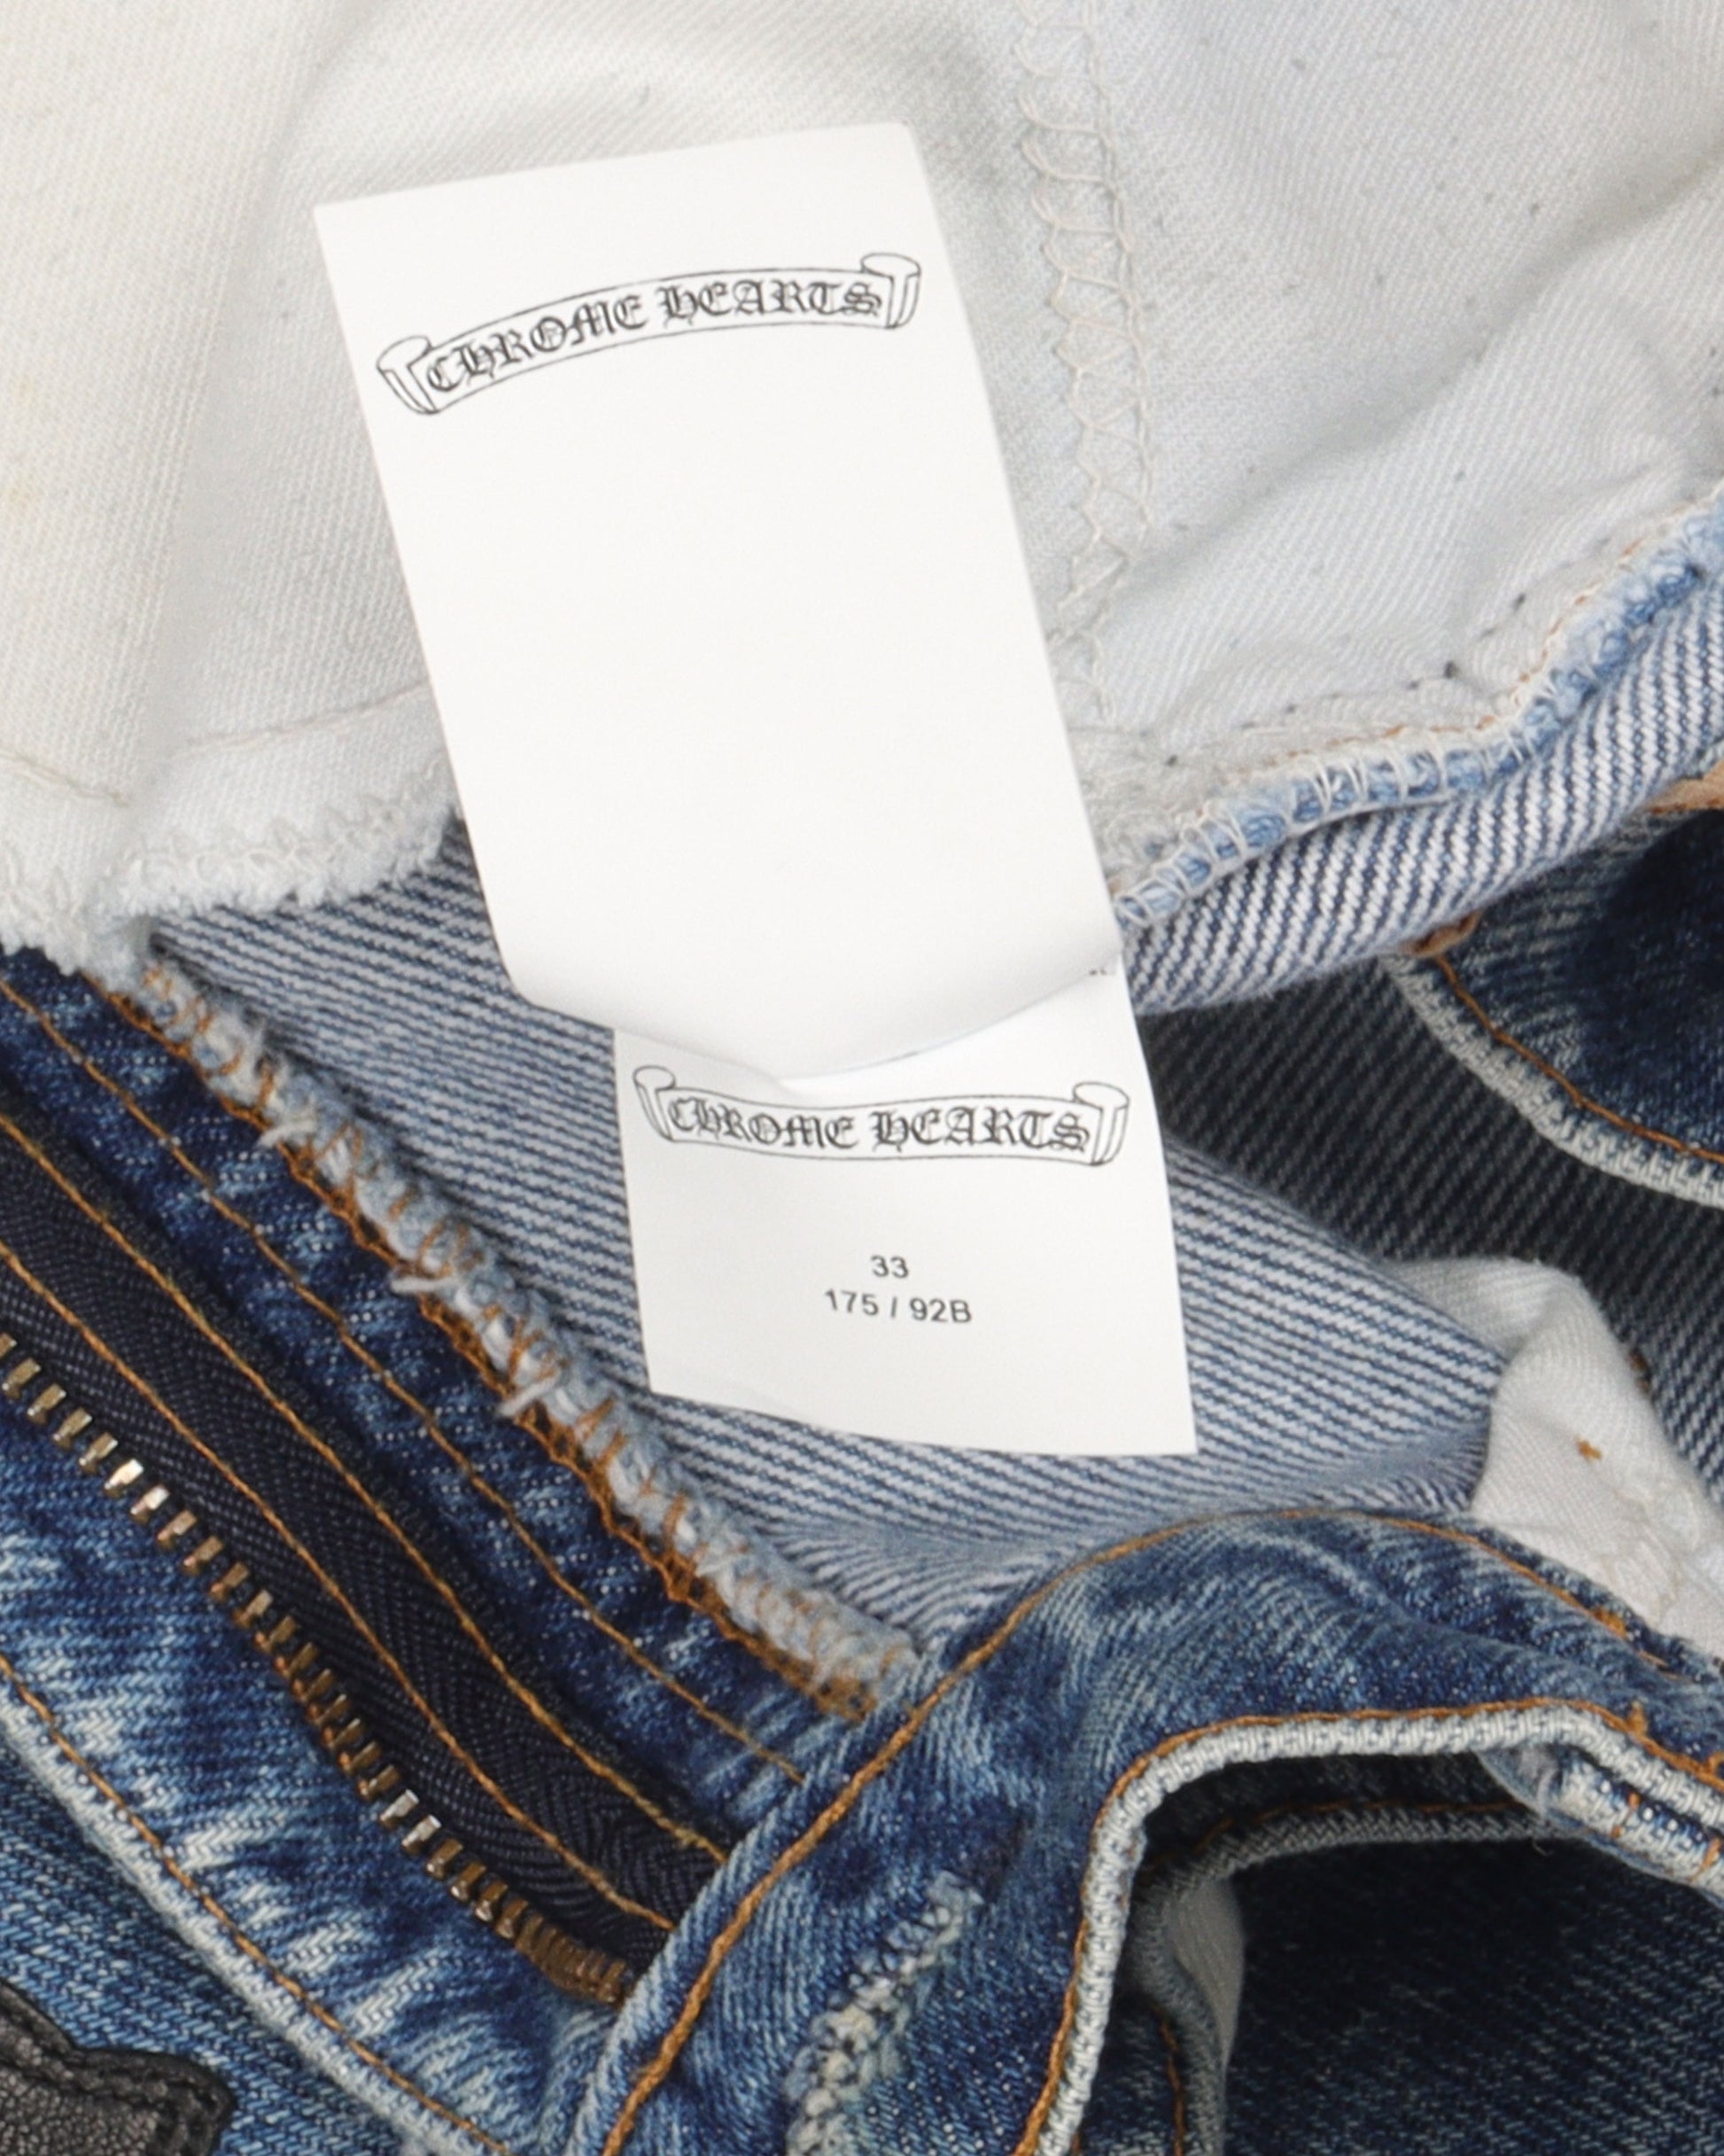 CHROME HEARTS
CHROME HEARTS
33
175 / 92B